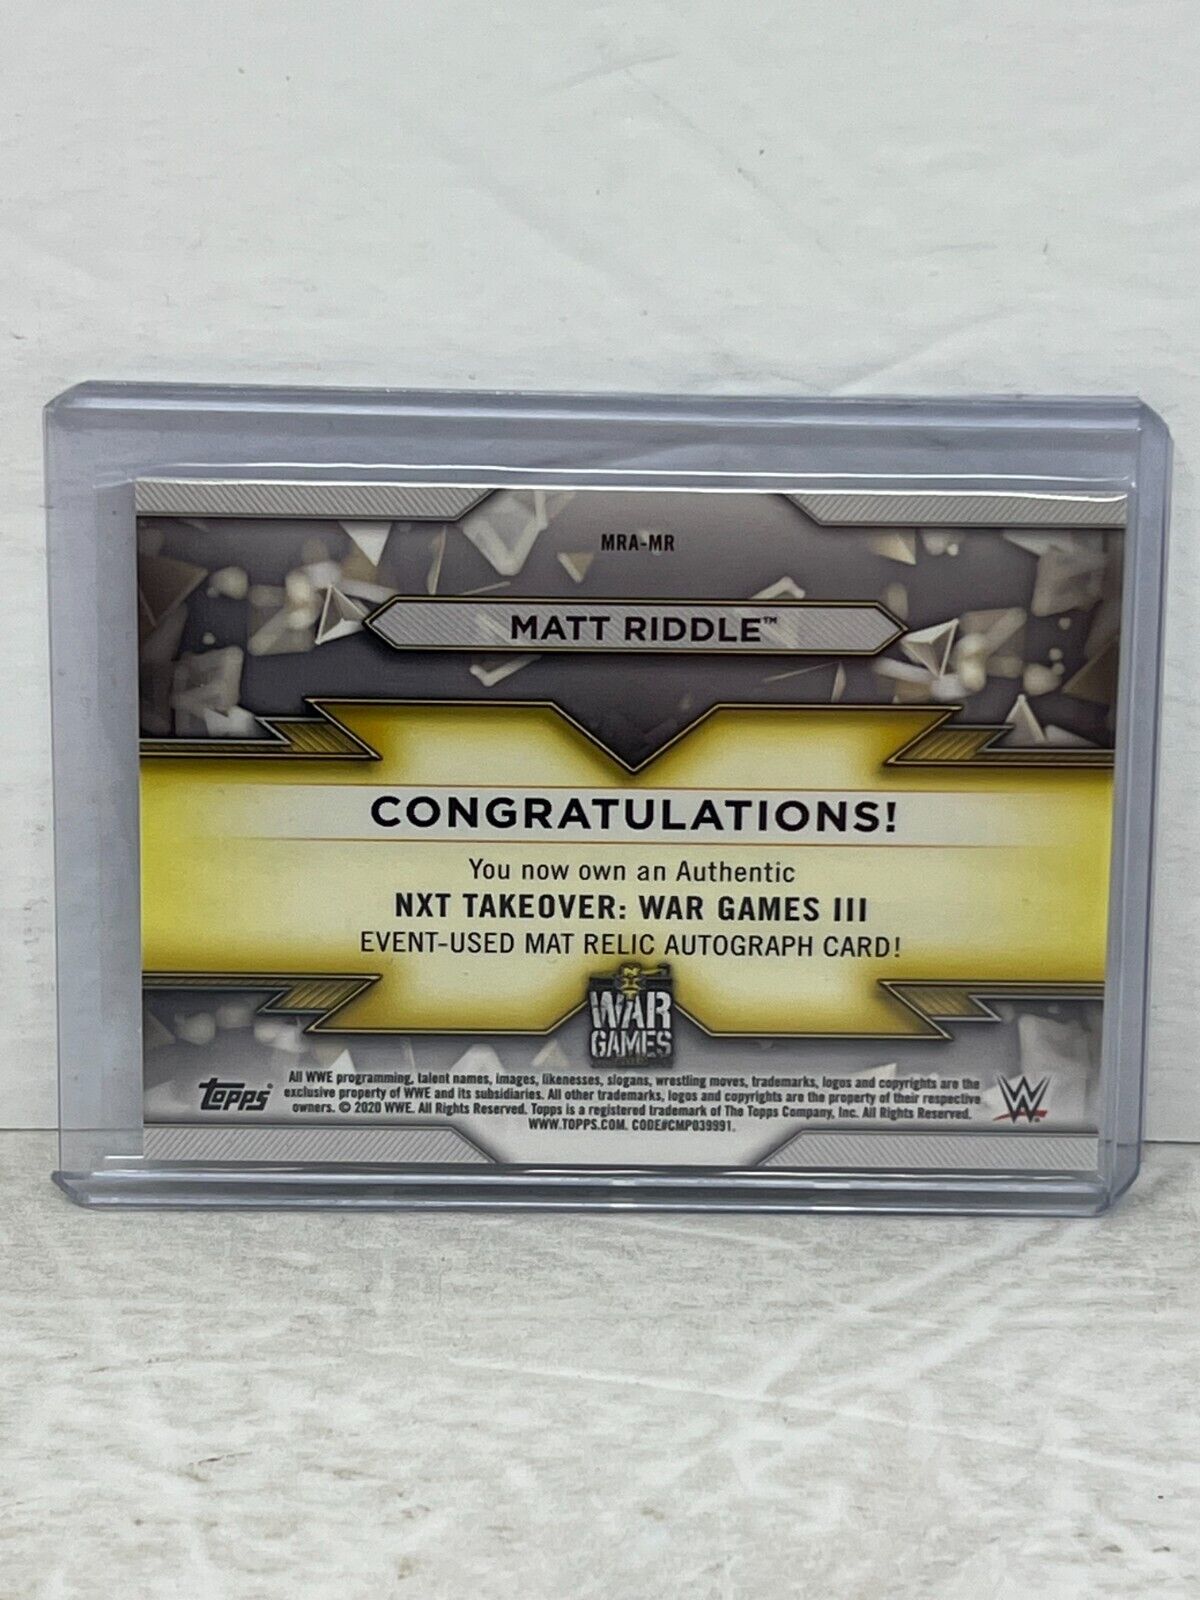 MRA-MR
MATT RIDDLE™
CONGRATULATIONS!
You now own an Authentic
NXT TAKEOVER: WAR GAMES III
EVENT-USED MAT RELIC AUTOGRAPH CARD!
WAR
GAMES
topps
All WWE programming, talent names, images, likenesses, slogans, wrestling moves, trademarks, logos and copyrights are the
exclusive property of WWE and its subsidiaries. All other trademarks, logos and copyrights are the property of their respective
owners. © 2020 WWE. All Rights Reserved. Topps is a registered trademark of The Topps Company, Inc. All Rights Reserved.
WWW.TOPPS.COM. CODE#CMP039991.
W